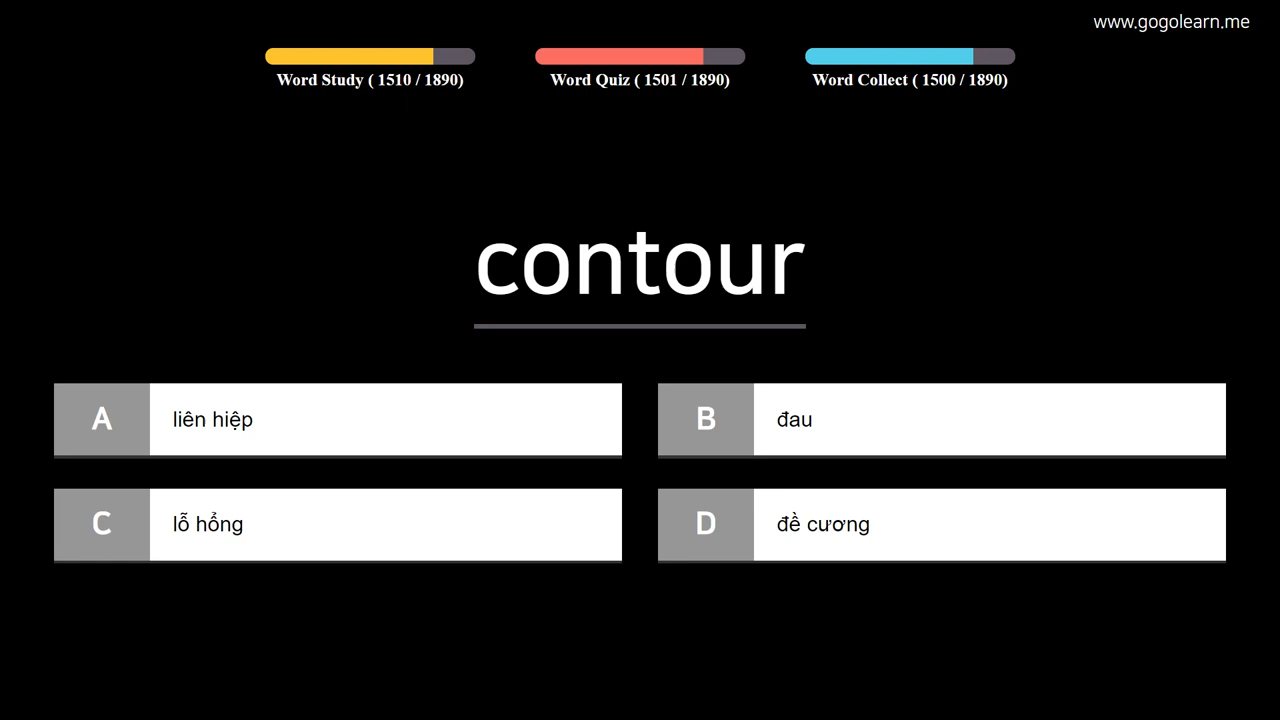 www.gogolearn.me
Word Study ( 1510 / 1890)
Word Quiz ( 1501 / 1890)
Word Collect ( 1500 / 1890)
contour
A liên hiệp
B đau
C lỗ hổng
D đề cương